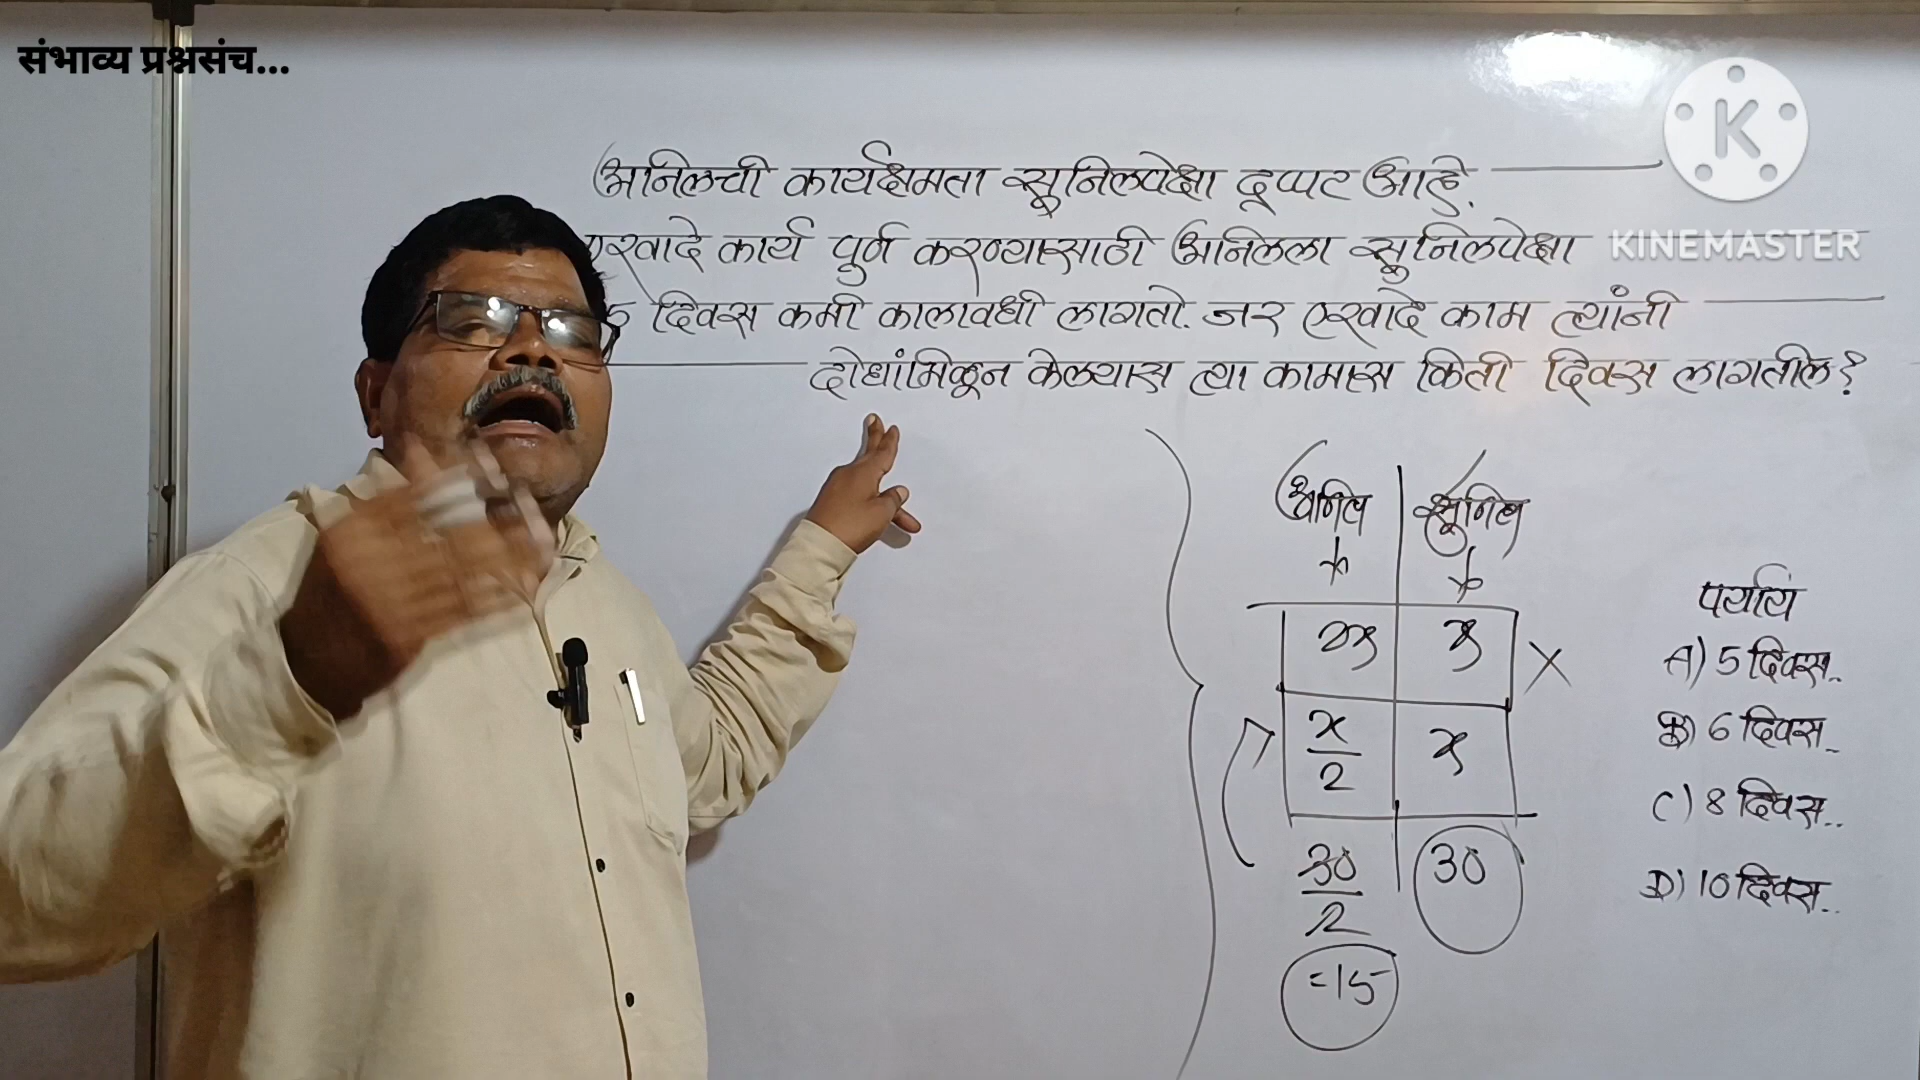 संभाव्य प्रश्नसंच...
KINEMASTER
अनिलची कार्यक्षमता सुनिलपेक्षा दुप्पट आहे.
एखादे कार्य पुर्ण करण्यासाठी अनिलला सुनिलपेक्षा
5 दिवस कमी कालावधी लागतो. जर एखादे काम त्यांनी
दोघांमिळून केल्यास त्या कामास किती दिवस लागतील?
अनिल सुनिल
2x x ×
x/2 x
30/2 30
=15
पर्याय
A) 5 दिवस..
B) 6 दिवस..
C) 8 दिवस..
D) 10 दिवस..